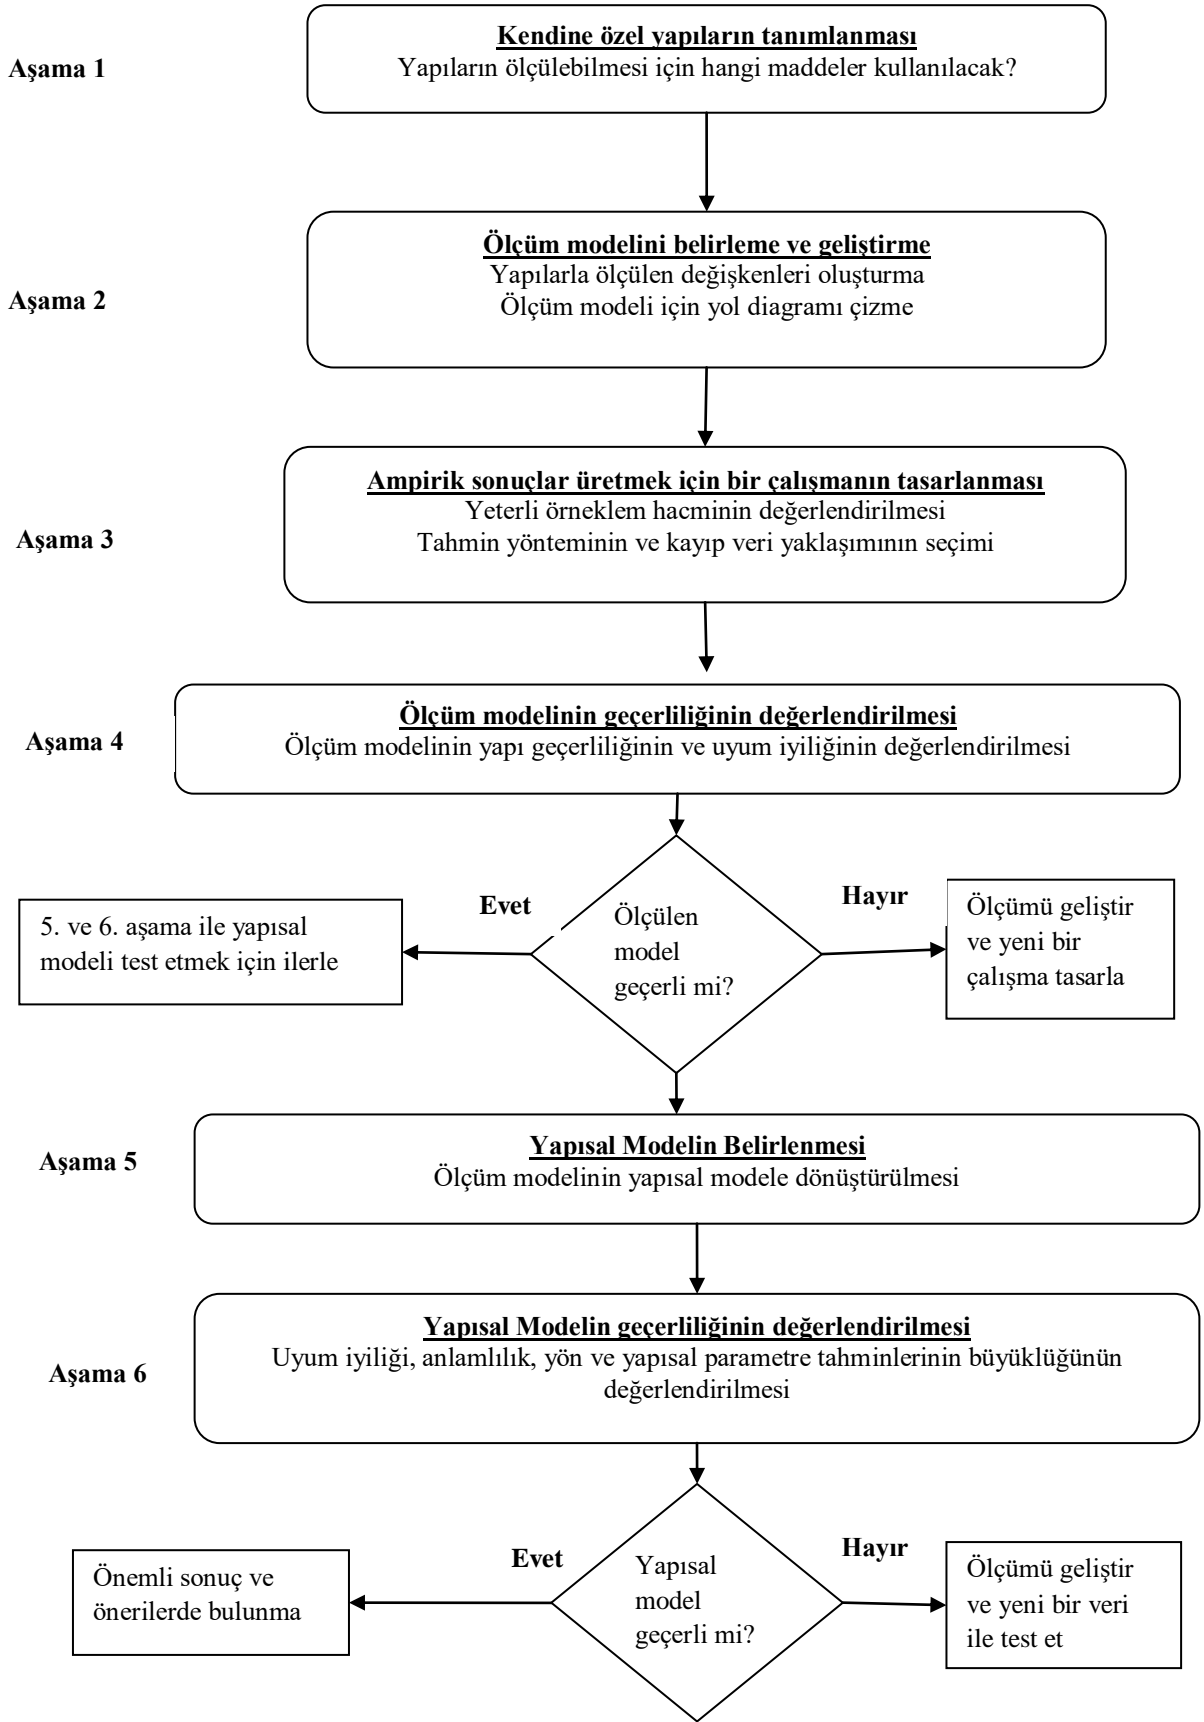 Aşama 1
Kendine özel yapıların tanımlanması
Yapıların ölçülebilmesi için hangi maddeler kullanılacak?
Aşama 2
Ölçüm modelini belirleme ve geliştirme
Yapılarla ölçülen değişkenleri oluşturma
Ölçüm modeli için yol diagramı çizme
Aşama 3
Ampirik sonuçlar üretmek için bir çalışmanın tasarlanması
Yeterli örneklem hacminin değerlendirilmesi
Tahmin yönteminin ve kayıp veri yaklaşımının seçimi
Aşama 4
Ölçüm modelinin geçerliliğinin değerlendirilmesi
Ölçüm modelinin yapı geçerliliğinin ve uyum iyiliğinin değerlendirilmesi
Evet
Hayır
5. ve 6. aşama ile yapısal
modeli test etmek için ilerle
Ölçülen
model
geçerli mi?
Ölçümü geliştir
ve yeni bir
çalışma tasarla
Aşama 5
Yapısal Modelin Belirlenmesi
Ölçüm modelinin yapısal modele dönüştürülmesi
Aşama 6
Yapısal Modelin geçerliliğinin değerlendirilmesi
Uyum iyiliği, anlamlılık, yön ve yapısal parametre tahminlerinin büyüklüğünün
değerlendirilmesi
Evet
Hayır
Önemli sonuç ve
önerilerde bulunma
Yapısal
model
geçerli mi?
Ölçümü geliştir
ve yeni bir veri
ile test et